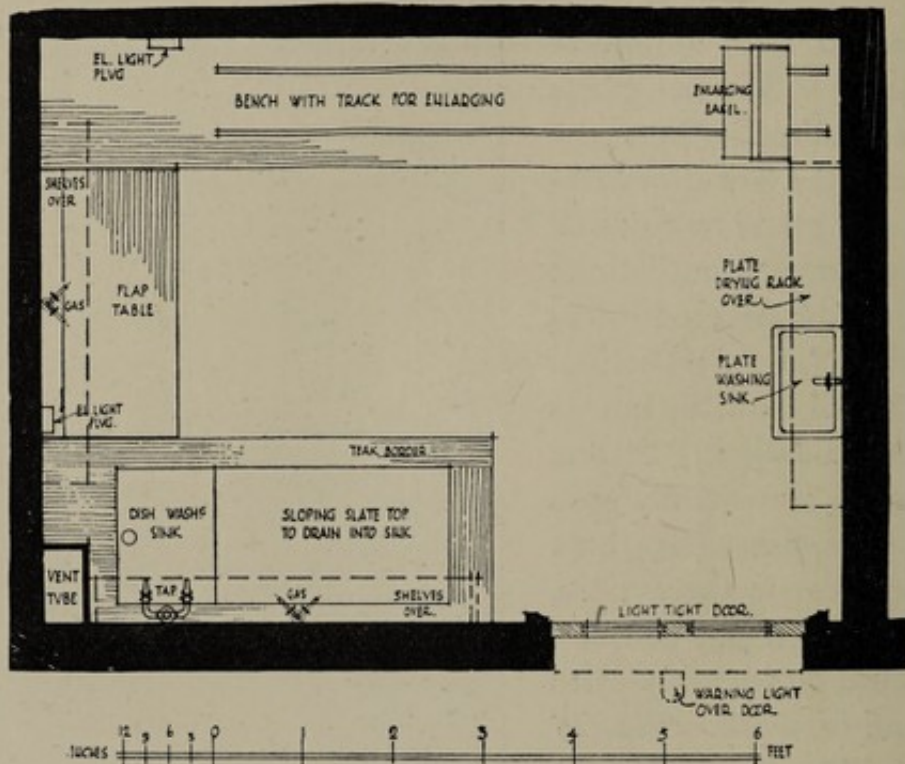 EL. LIGHT
PLUG
BENCH WITH TRACK FOR ENLARGING
ENLARGING
EASEL.
SHELVES
OVER
GAS
FLAP
TABLE
EL. LIGHT
PLUG.
PLATE
DRYING RACK
OVER
PLATE
WASHING
SINK
TEAK BORDER
DISH WASHG
SINK
SLOPING SLATE TOP
TO DRAIN INTO SINK
VENT
TUBE
TAP
GAS
SHELVES
OVER.
LIGHT TIGHT DOOR.
WARNING LIGHT
OVER DOOR.
INCHES 12 9 6 3 0 1 2 3 4 5 6 FEET